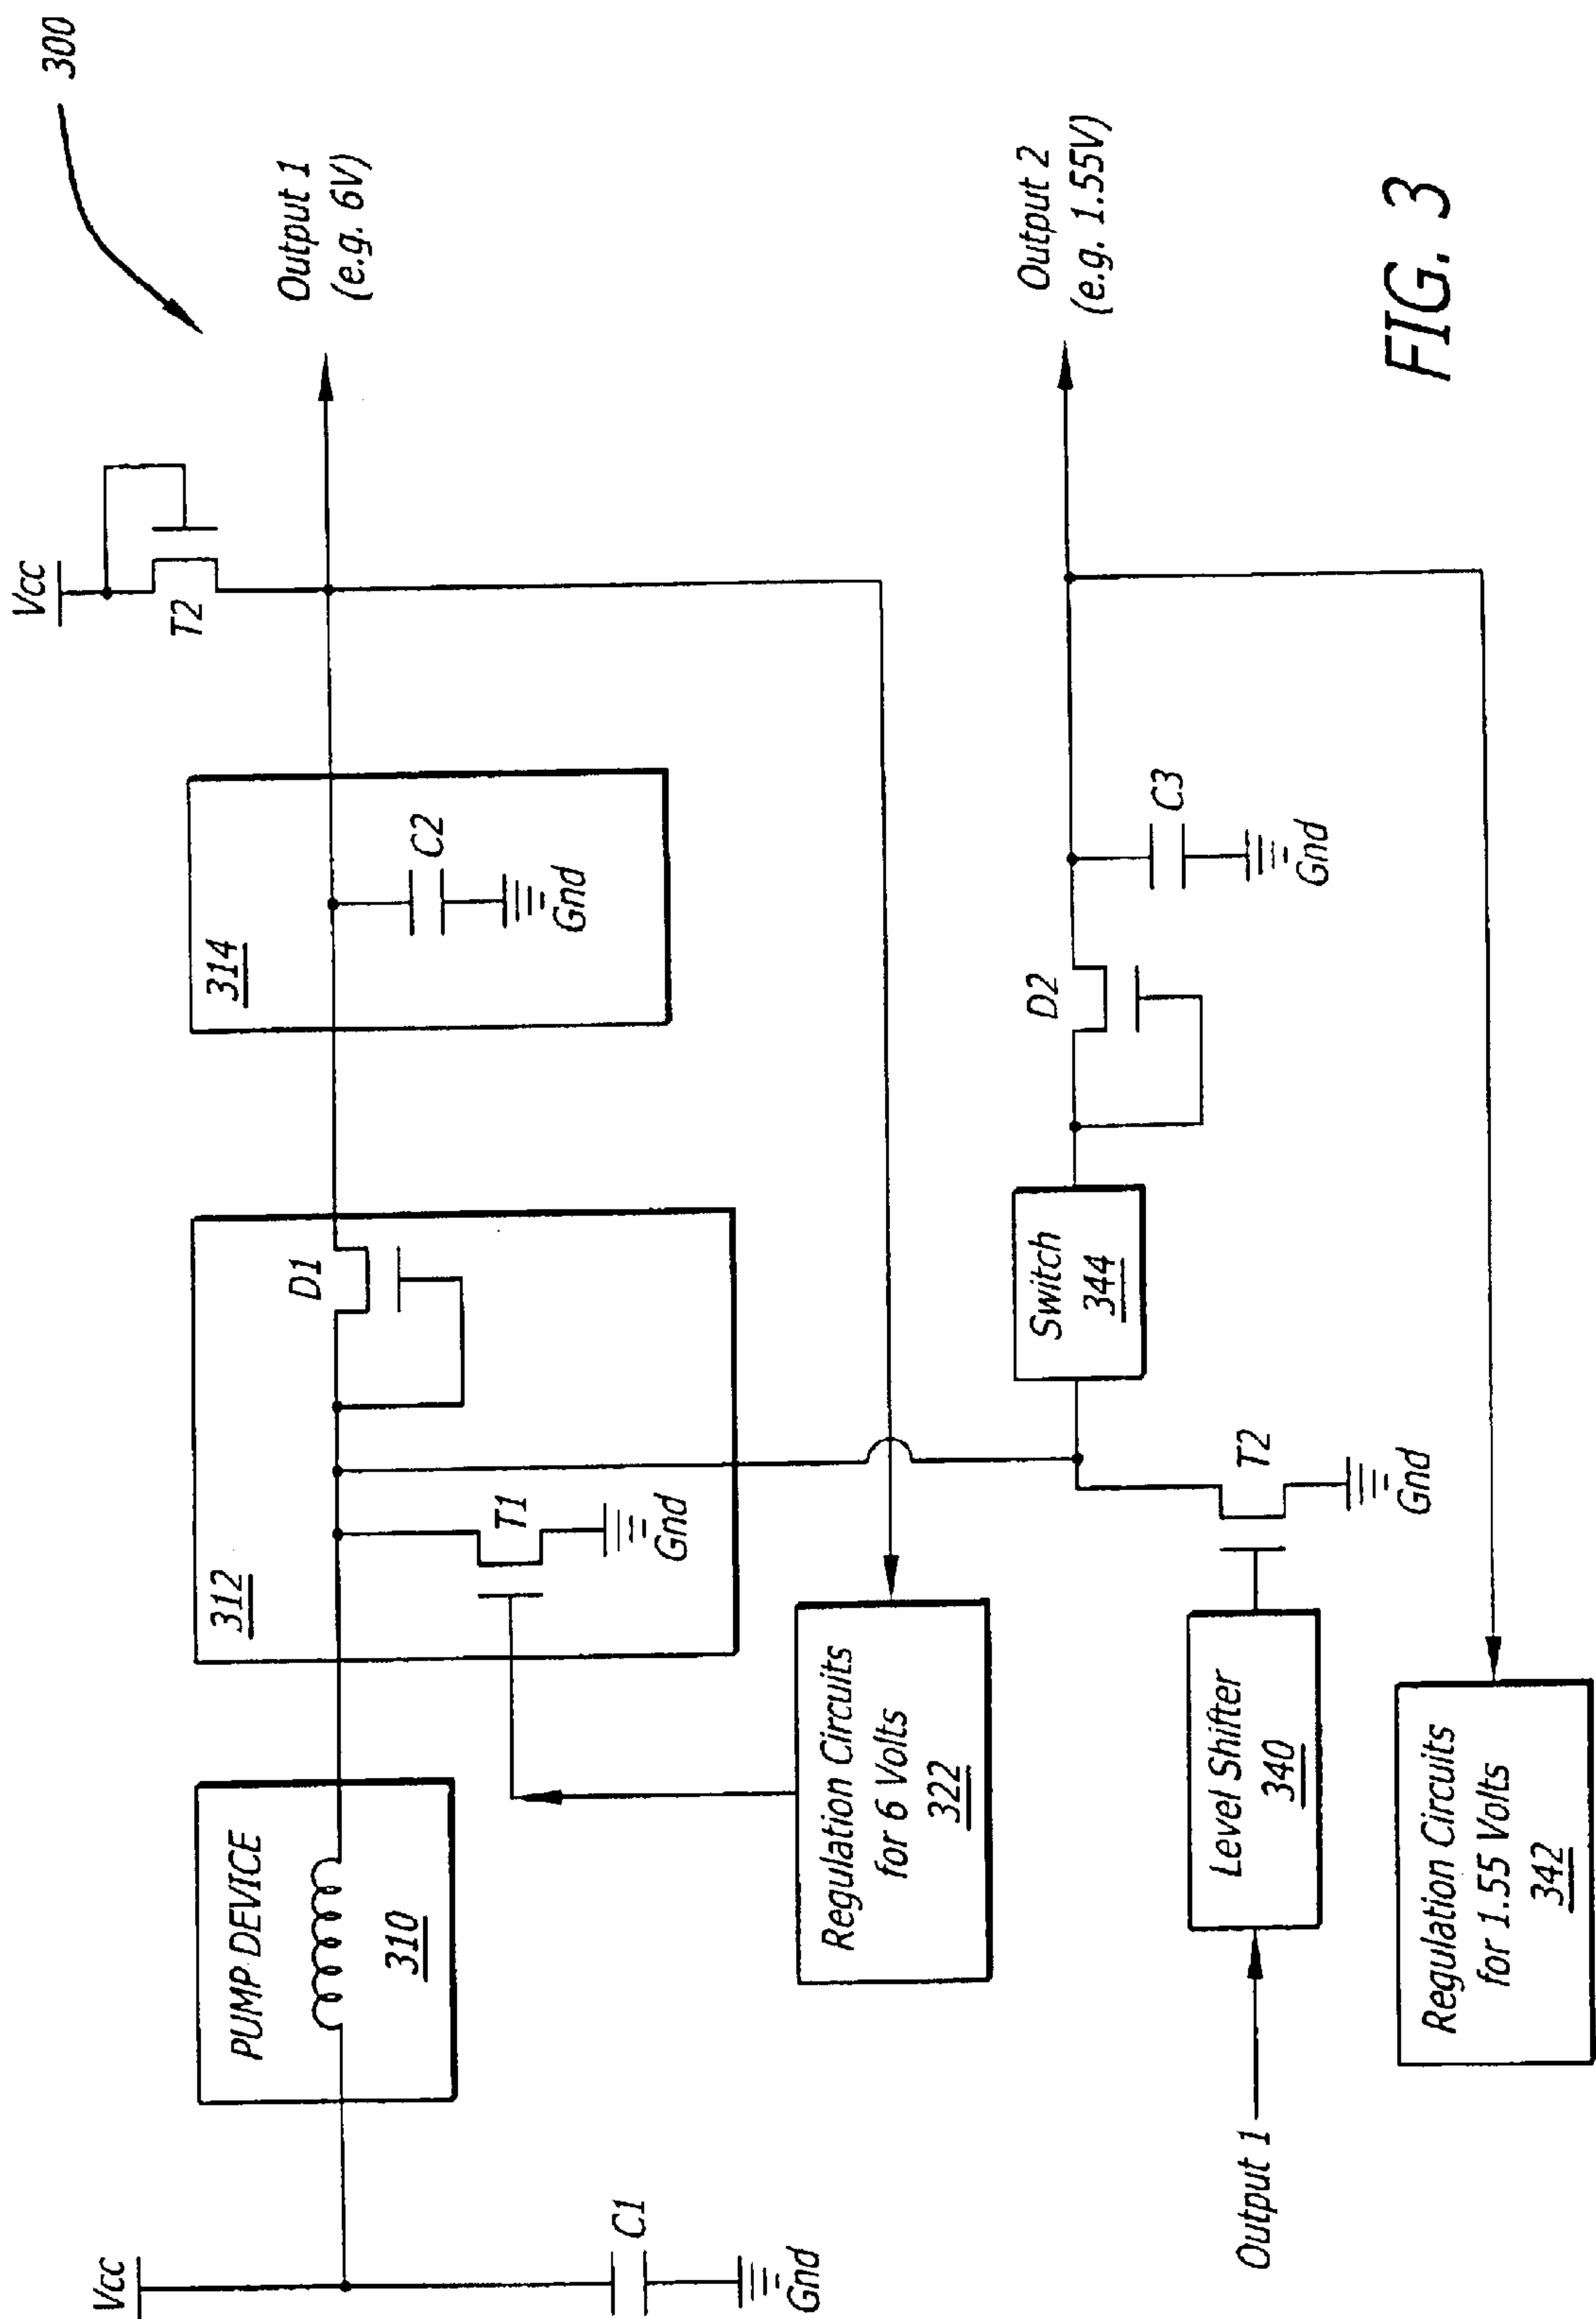 300
Vcc
T2
Output 1
(e.g. 6V)
PUMP DEVICE
310
312
D1
T1
Gnd
314
C2
Gnd
Vcc
C1
Gnd
Regulation Circuits
for 6 Volts
322
Switch
344
D2
C3
Gnd
Output 2
(e.g. 1.55V)
Output 1
Level Shifter
340
T2
Gnd
Regulation Circuits
for 1.55 Volts
342
FIG. 3